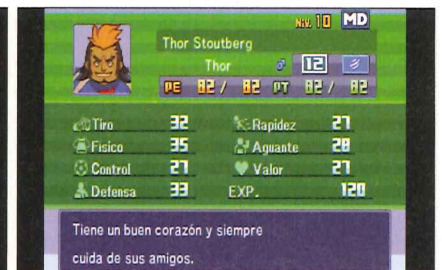 Niv. 10 MD
Thor Stoutberg
Thor ♂ 12
PE 82/ 82 PT 82/ 82
Tiro 32 Rapidez 27
Físico 35 Aguante 28
Control 27 Valor 27
Defensa 33 EXP. 120
Tiene un buen corazón y siempre
cuida de sus amigos.